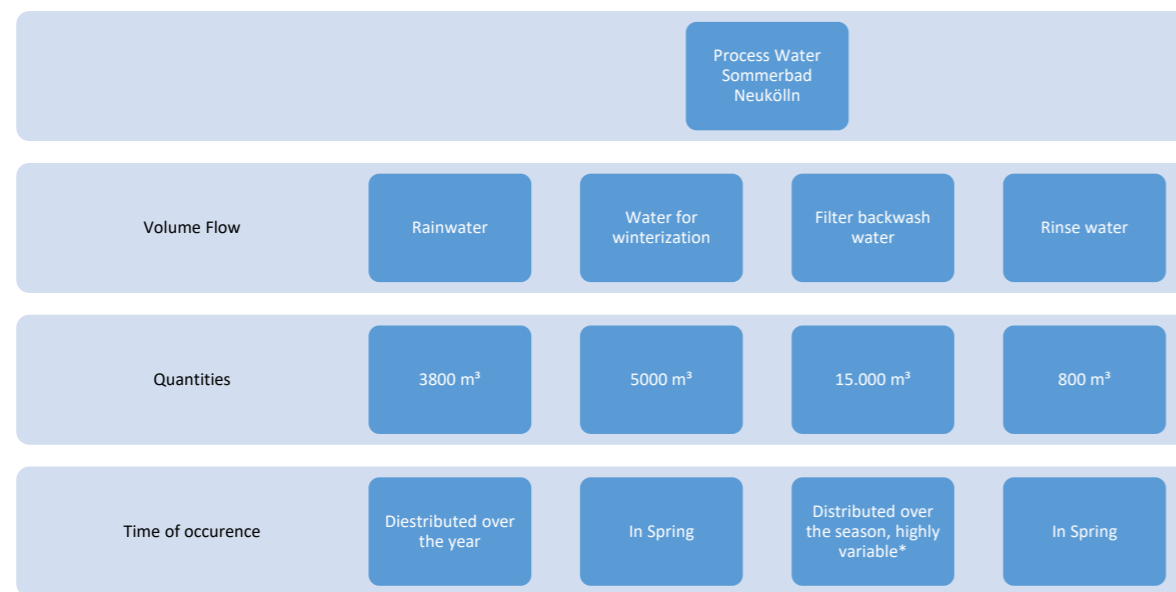 Process Water
Sommerbad
Neukölln
Volume Flow
Rainwater
Water for
winterization
Filter backwash
water
Rinse water
Quantities
3800 m³
5000 m³
15.000 m³
800 m³
Time of occurence
Diestributed over
the year
In Spring
Distributed over
the season, highly
variable*
In Spring